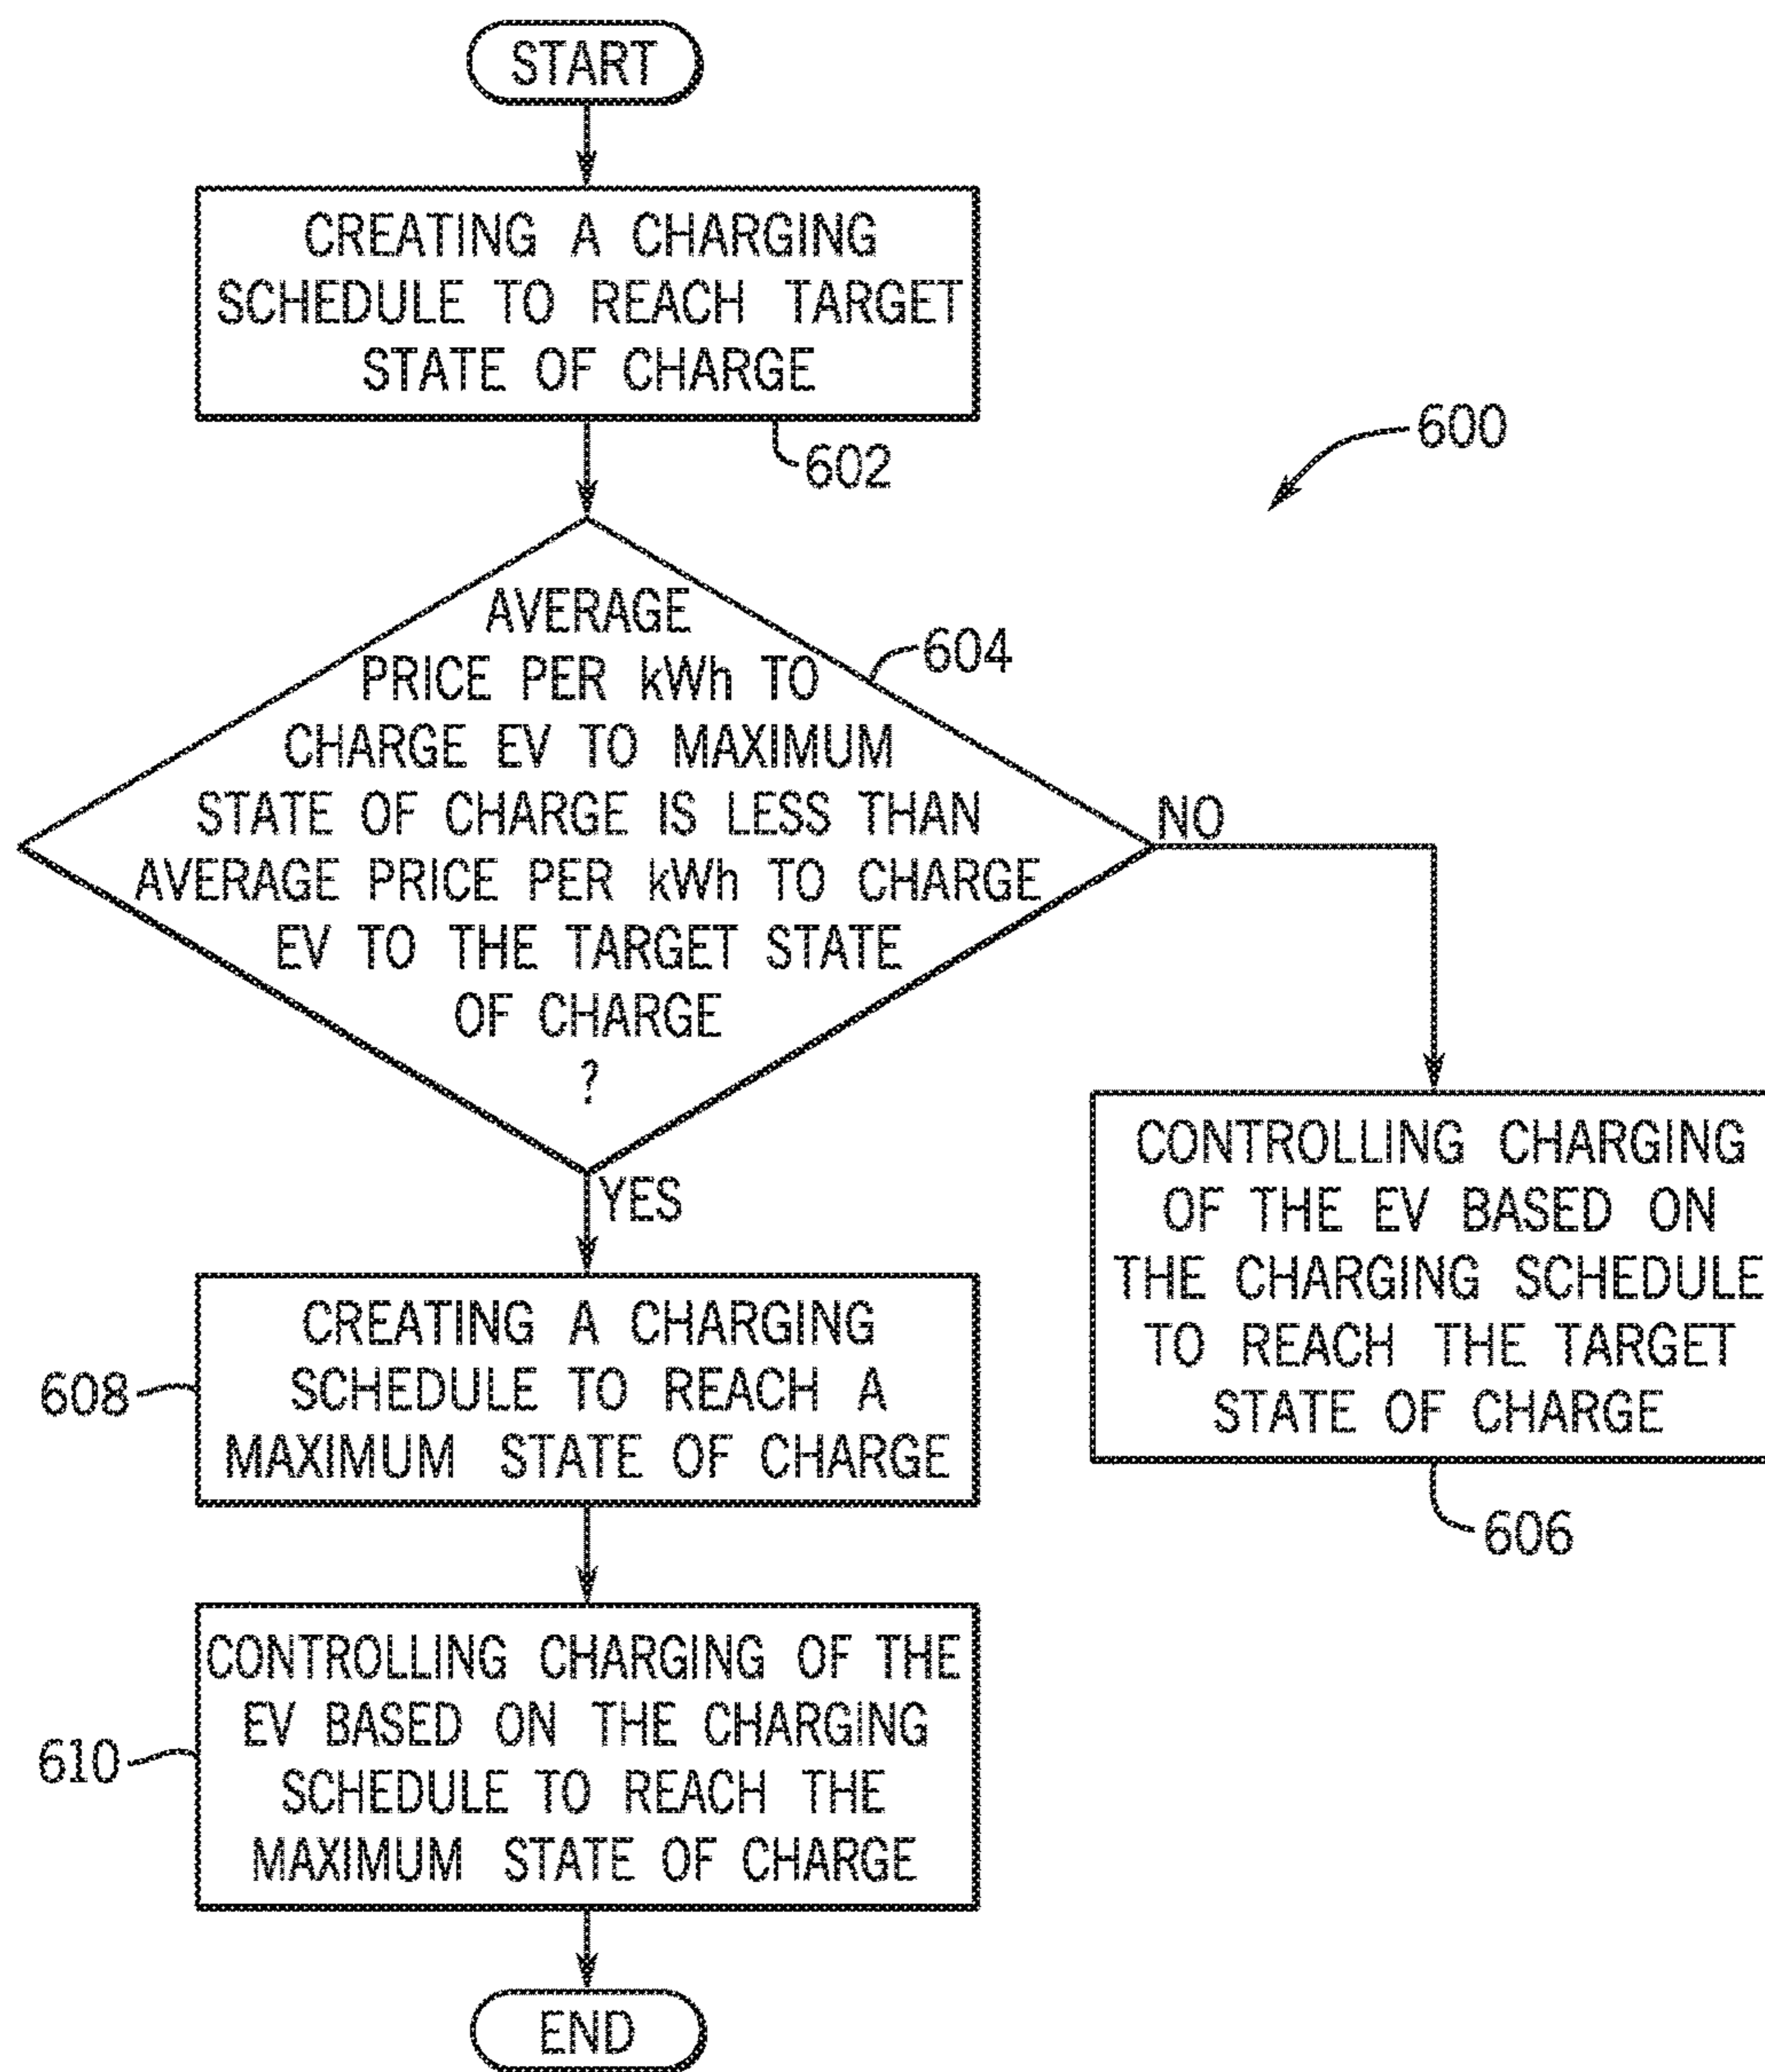 START
CREATING A CHARGING
SCHEDULE TO REACH TARGET
STATE OF CHARGE
602
600
AVERAGE
PRICE PER kWh TO
CHARGE EV TO MAXIMUM
STATE OF CHARGE IS LESS THAN
AVERAGE PRICE PER kWh TO CHARGE
EV TO THE TARGET STATE
OF CHARGE
?
604
NO
YES
CONTROLLING CHARGING
OF THE EV BASED ON
THE CHARGING SCHEDULE
TO REACH THE TARGET
STATE OF CHARGE
606
CREATING A CHARGING
SCHEDULE TO REACH A
MAXIMUM STATE OF CHARGE
608
CONTROLLING CHARGING OF THE
EV BASED ON THE CHARGING
SCHEDULE TO REACH THE
MAXIMUM STATE OF CHARGE
610
END